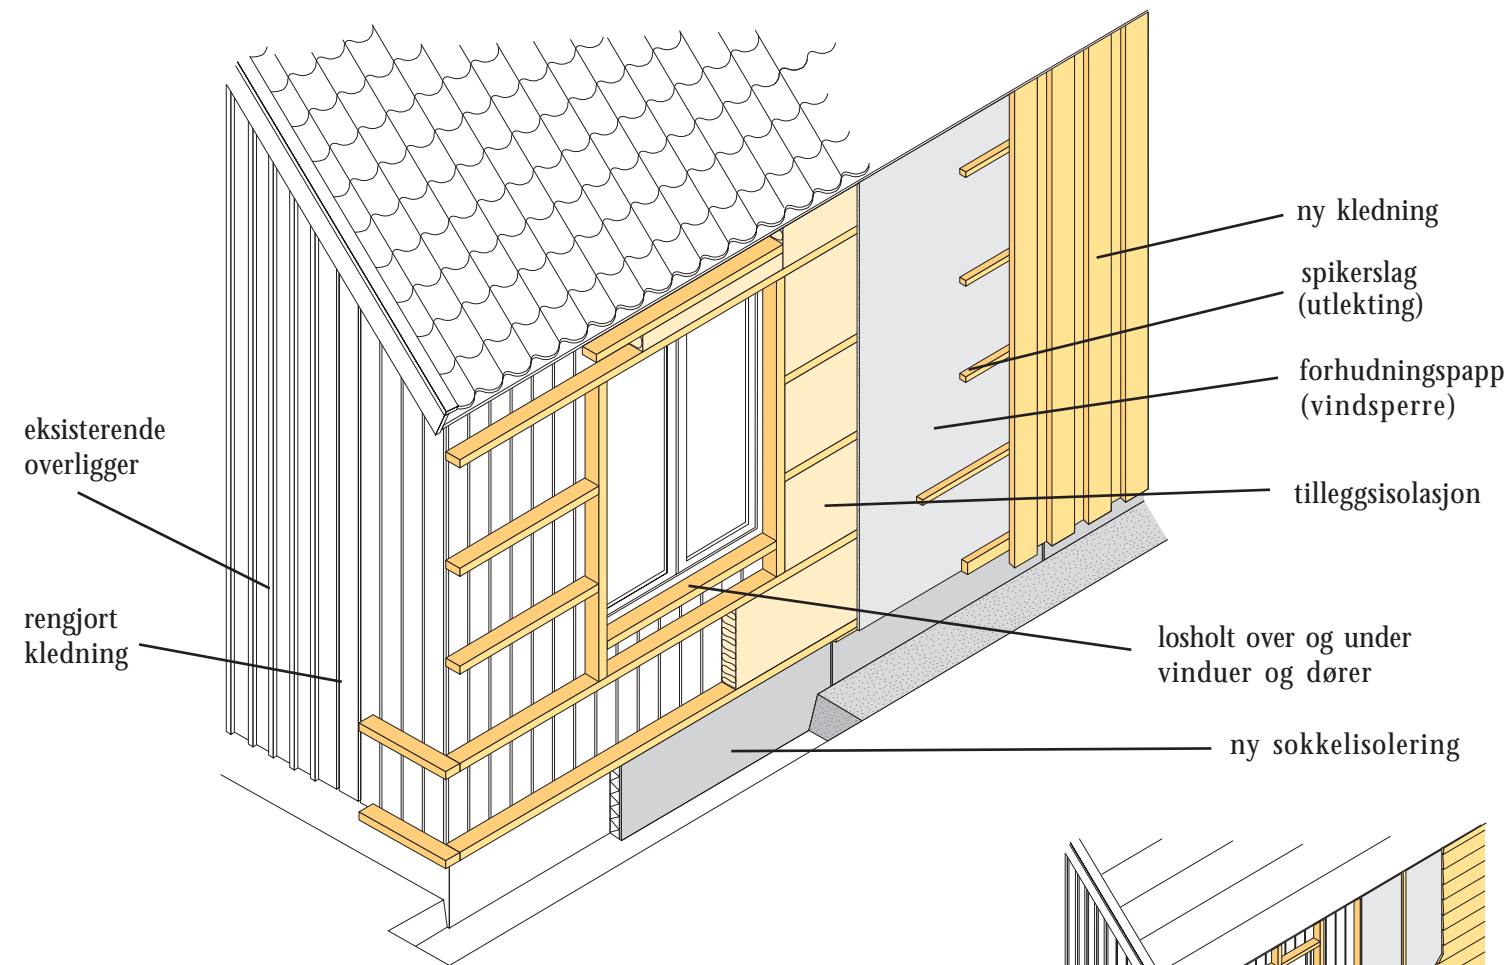 ny kledning
spikerslag
(utlekting)
forhudningspapp
(vindsperre)
eksisterende
overligger
tilleggsisolasjon
rengjort
kledning
losholt over og under
vinduer og dører
ny sokkelisolering